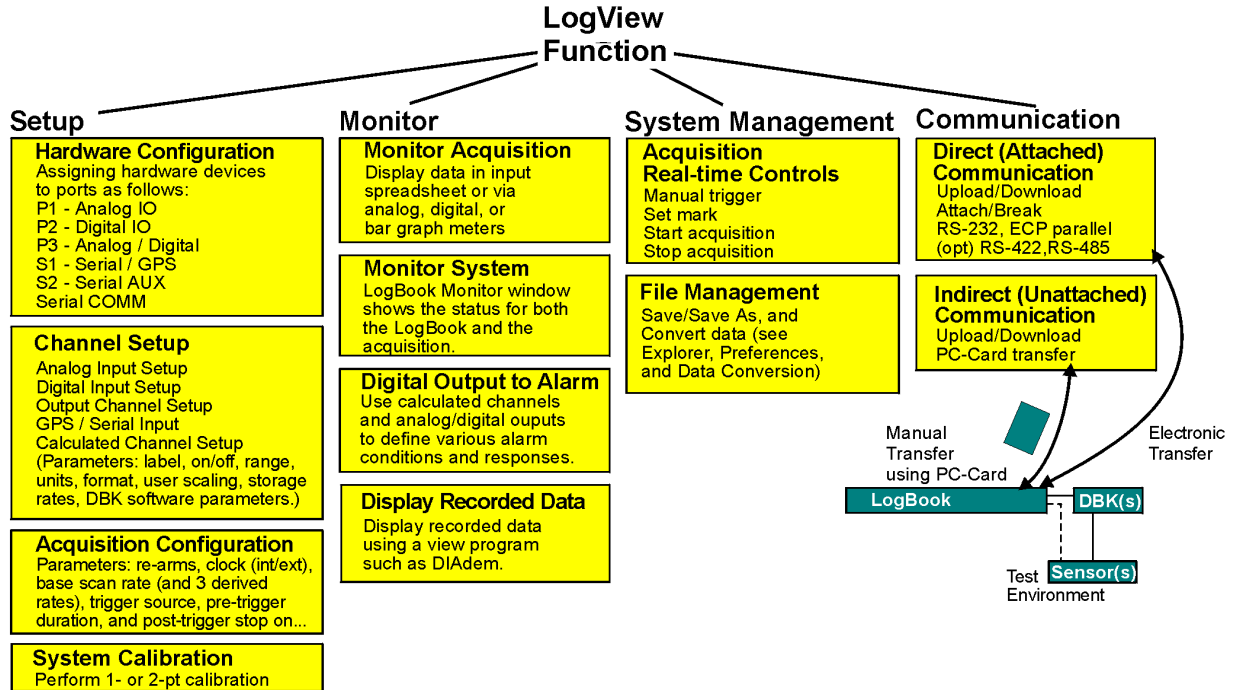 LogView
Function
Setup
Hardware Configuration
Assigning hardware devices
to ports as follows:
P1 - Analog IO
P2 - Digital IO
P3 - Analog / Digital
S1 - Serial / GPS
S2 - Serial AUX
Serial COMM
Channel Setup
Analog Input Setup
Digital Input Setup
Output Channel Setup
GPS / Serial Input
Calculated Channel Setup
(Parameters: label, on/off, range,
units, format, user scaling, storage
rates, DBK software parameters.)
Acquisition Configuration
Parameters: re-arms, clock (int/ext),
base scan rate (and 3 derived
rates), trigger source, pre-trigger
duration, and post-trigger stop on...
System Calibration
Perform 1- or 2-pt calibration
Monitor
Monitor Acquisition
Display data in input
spreadsheet or via
analog, digital, or
bar graph meters
Monitor System
LogBook Monitor window
shows the status for both
the LogBook and the
acquisition.
Digital Output to Alarm
Use calculated channels
and analog/digital ouputs
to define various alarm
conditions and responses.
Display Recorded Data
Display recorded data
using a view program
such as DIAdem.
System Management
Acquisition
Real-time Controls
Manual trigger
Set mark
Start acquisition
Stop acquisition
File Management
Save/Save As, and
Convert data (see
Explorer, Preferences,
and Data Conversion)
Communication
Direct (Attached)
Communication
Upload/Download
Attach/Break
RS-232, ECP parallel
(opt) RS-422,RS-485
Indirect (Unattached)
Communication
Upload/Download
PC-Card transfer
Manual
Transfer
using PC-Card
Electronic
Transfer
LogBook
DBK(s)
Sensor(s)
Test
Environment